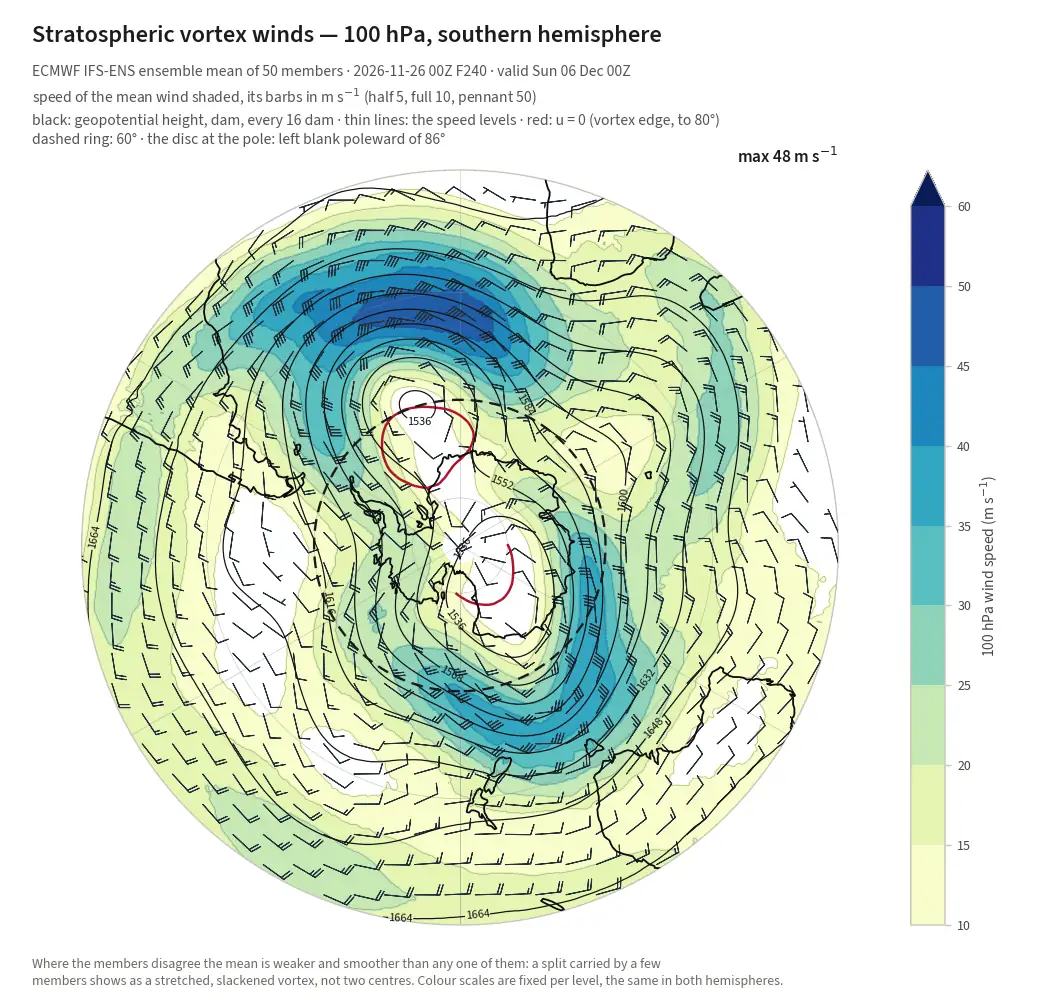 Stratospheric vortex winds — 100 hPa, southern hemisphere
ECMWF IFS-ENS ensemble mean of 50 members · 2026-11-26 00Z F240 · valid Sun 06 Dec 00Z
speed of the mean wind shaded, its barbs in m s⁻¹ (half 5, full 10, pennant 50)
black: geopotential height, dam, every 16 dam · thin lines: the speed levels · red: u = 0 (vortex edge, to 80°)
dashed ring: 60° · the disc at the pole: left blank poleward of 86°
max 48 m s⁻¹
60
50
45
40
35
30
25
20
15
10
100 hPa wind speed (m s⁻¹)
1536
1584
1552
1600
1664
1536
1616
1536
1568
1632
1648
1664
1664
Where the members disagree the mean is weaker and smoother than any one of them: a split carried by a few
members shows as a stretched, slackened vortex, not two centres. Colour scales are fixed per level, the same in both hemispheres.